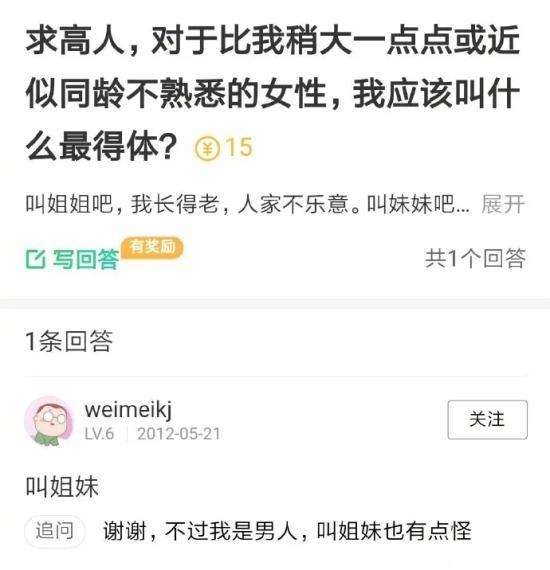 求高人，对于比我稍大一点点或近
似同龄不熟悉的女性，我应该叫什
么最得体？ 15
叫姐姐吧，我长得老，人家不乐意。叫妹妹吧... 展开
写回答 有奖励 共1个回答
1条回答
weimeikj
LV.6 2012-05-21
关注
叫姐妹
追问 谢谢，不过我是男人，叫姐妹也有点怪